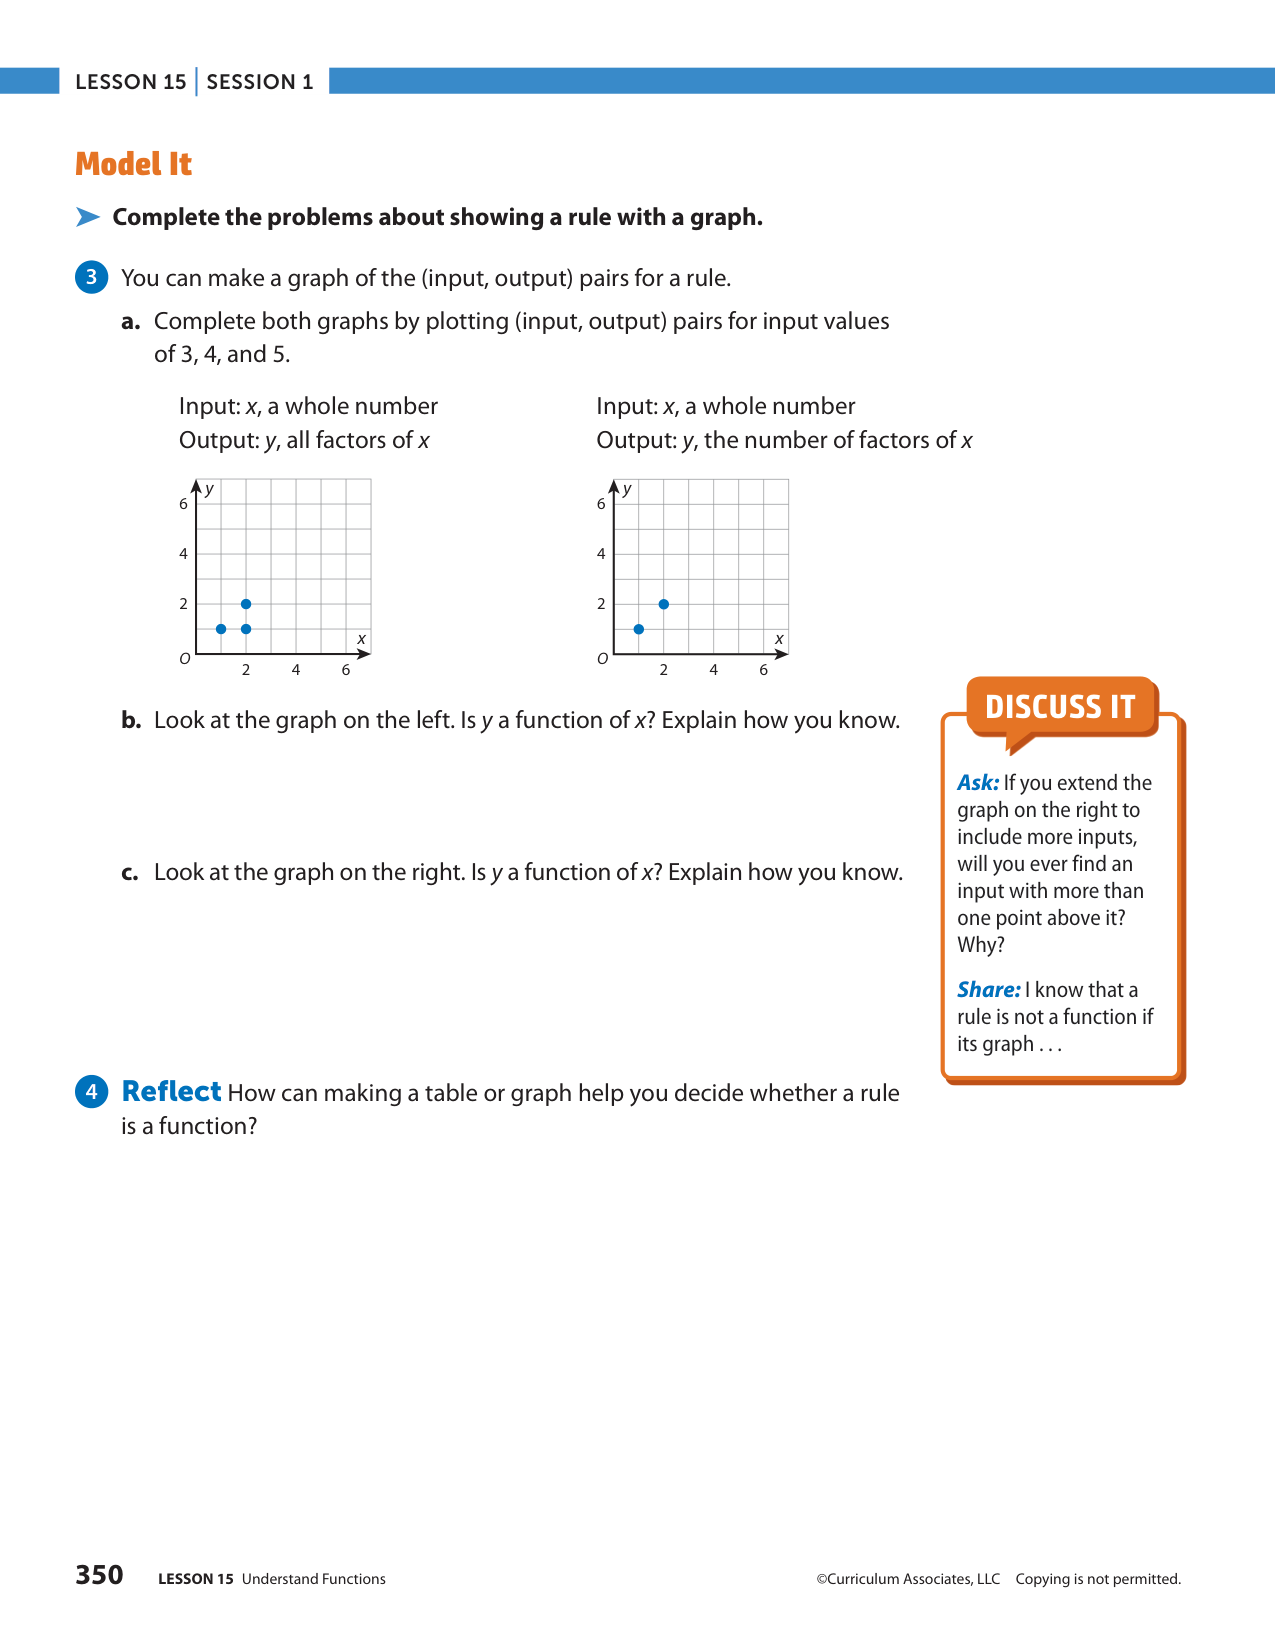 LESSON 15 | SESSION 1
Model It
Complete the problems about showing a rule with a graph.
3 You can make a graph of the (input, output) pairs for a rule.
a. Complete both graphs by plotting (input, output) pairs for input values
of 3, 4, and 5.
Input: x, a whole number
Output: y, all factors of x
y
6
4
2
x
O
2 4 6
Input: x, a whole number
Output: y, the number of factors of x
y
6
4
2
x
O
2 4 6
b. Look at the graph on the left. Is y a function of x? Explain how you know.
c. Look at the graph on the right. Is y a function of x? Explain how you know.
DISCUSS IT
Ask: If you extend the
graph on the right to
include more inputs,
will you ever find an
input with more than
one point above it?
Why?
Share: I know that a
rule is not a function if
its graph . . .
4 Reflect How can making a table or graph help you decide whether a rule
is a function?
350 LESSON 15 Understand Functions
©Curriculum Associates, LLC Copying is not permitted.